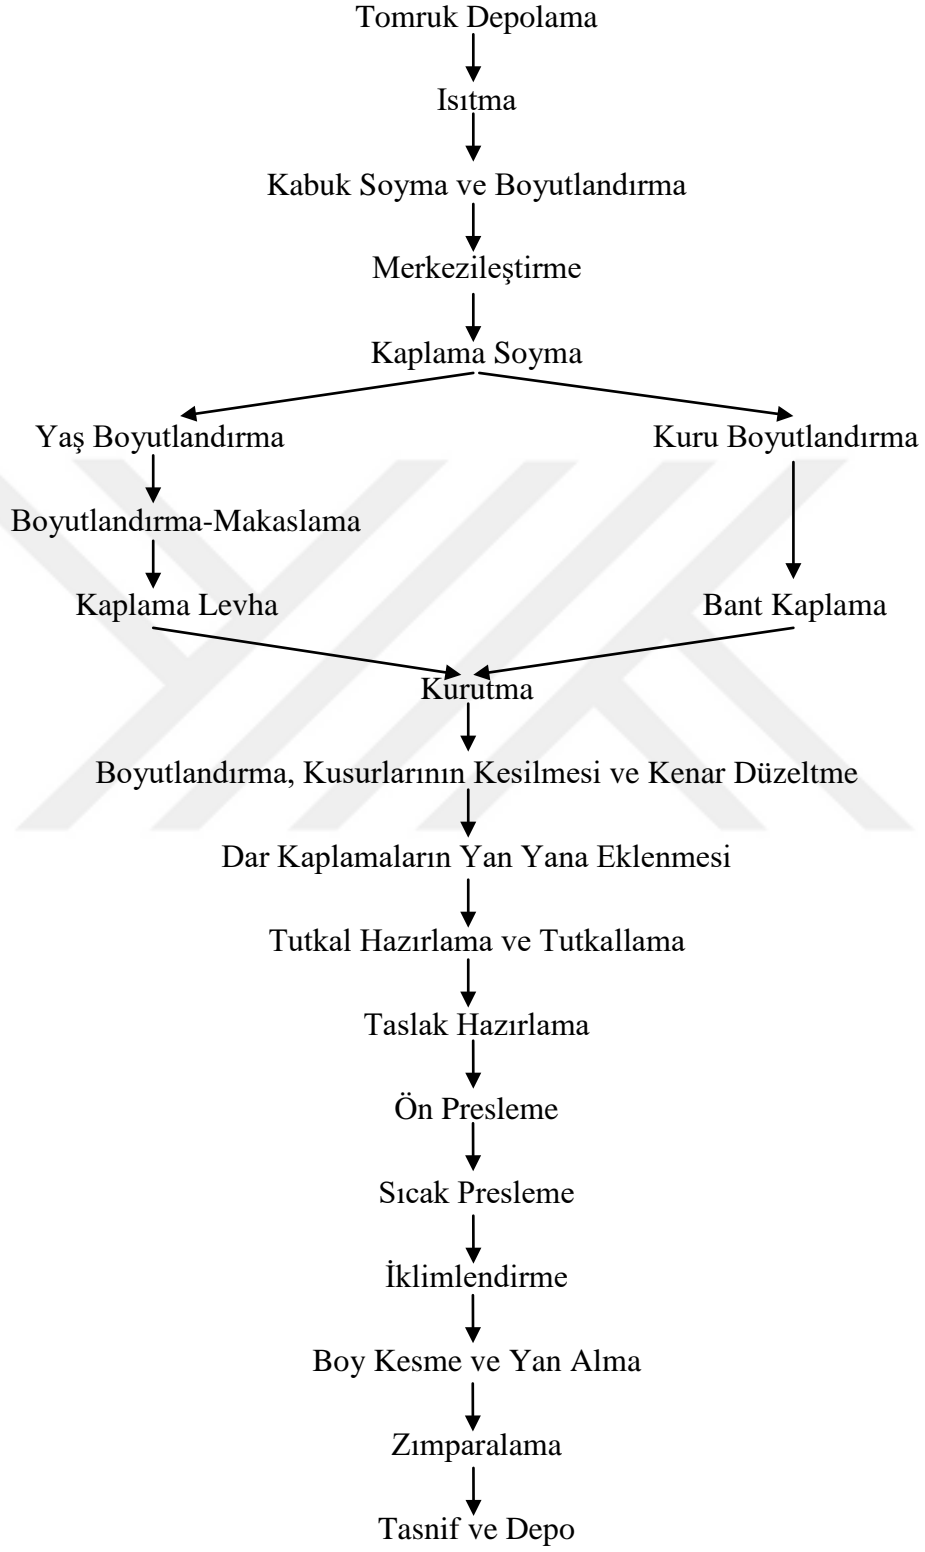 Tomruk Depolama
Isıtma
Kabuk Soyma ve Boyutlandırma
Merkezileştirme
Kaplama Soyma
Yaş Boyutlandırma
Kuru Boyutlandırma
Boyutlandırma-Makaslama
Kaplama Levha
Bant Kaplama
Kurutma
Boyutlandırma, Kusurlarının Kesilmesi ve Kenar Düzeltme
Dar Kaplamaların Yan Yana Eklenmesi
Tutkal Hazırlama ve Tutkallama
Taslak Hazırlama
Ön Presleme
Sıcak Presleme
İklimlendirme
Boy Kesme ve Yan Alma
Zımparalama
Tasnif ve Depo